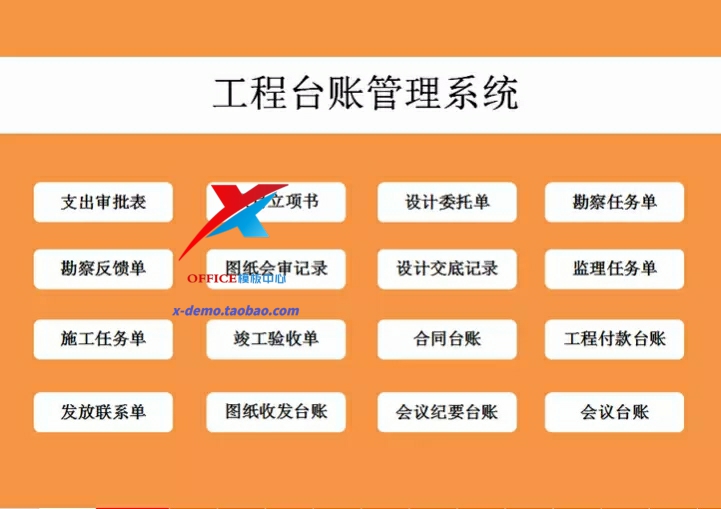 工程台账管理系统
支出审批表
立项书
设计委托单
勘察任务单
勘察反馈单
图纸会审记录
设计交底记录
监理任务单
OFFICE模版中心
x-demo.taobao.com
施工任务单
竣工验收单
合同台账
工程付款台账
发放联系单
图纸收发台账
会议纪要台账
会议台账